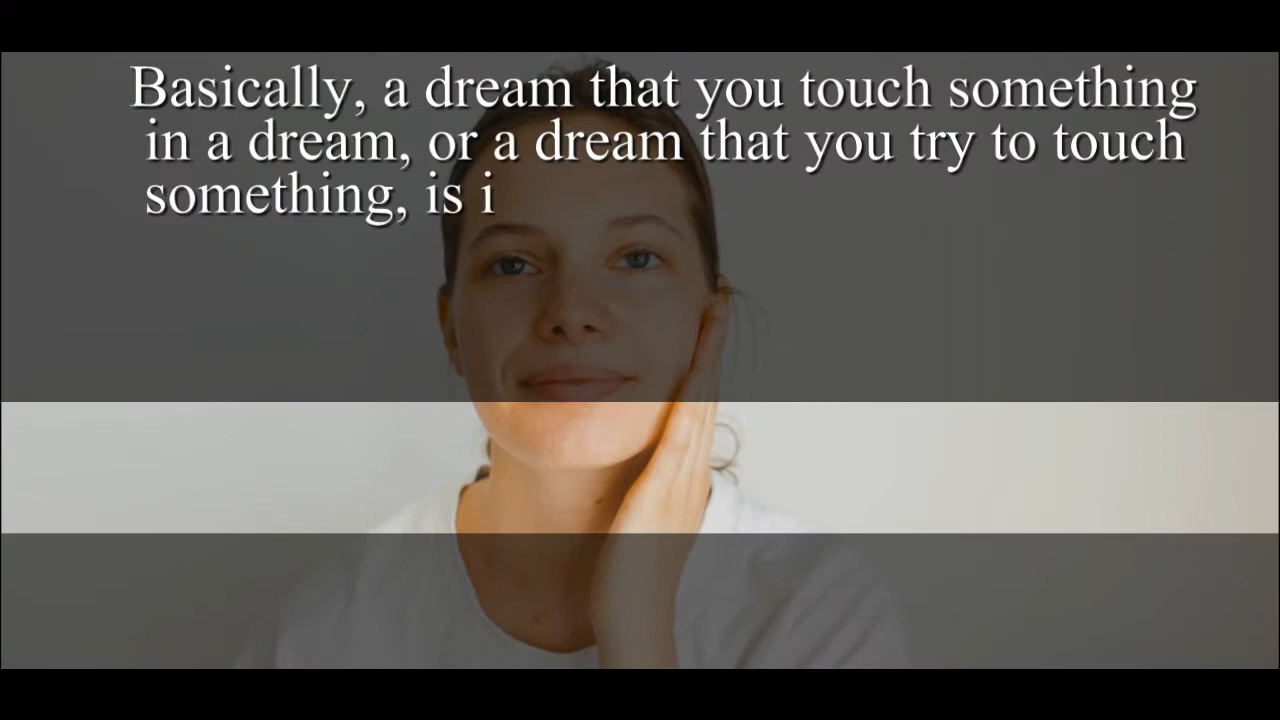 Basically, a dream that you touch something
in a dream, or a dream that you try to touch
something, is i